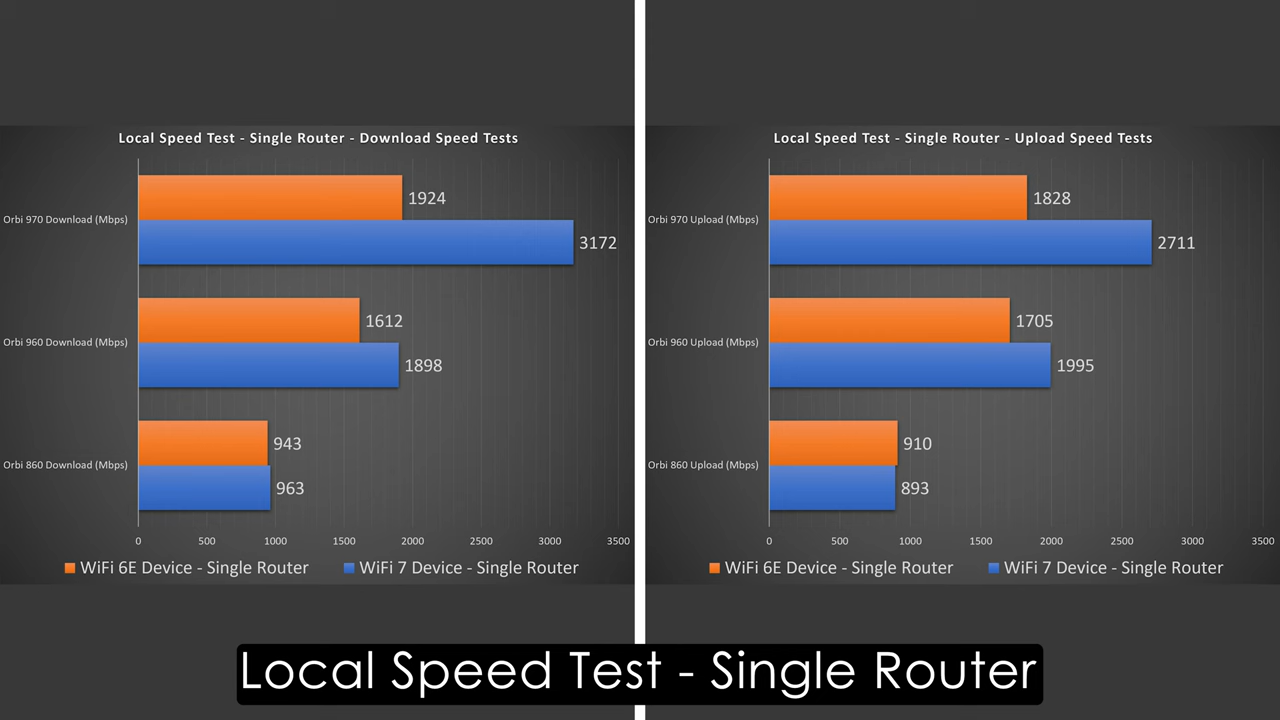 Local Speed Test - Single Router - Download Speed Tests
Orbi 970 Download (Mbps)
1924
3172
Orbi 960 Download (Mbps)
1612
1898
Orbi 860 Download (Mbps)
943
963
0 500 1000 1500 2000 2500 3000 3500
WiFi 6E Device - Single Router WiFi 7 Device - Single Router
Local Speed Test - Single Router - Upload Speed Tests
Orbi 970 Upload (Mbps)
1828
2711
Orbi 960 Upload (Mbps)
1705
1995
Orbi 860 Upload (Mbps)
910
893
0 500 1000 1500 2000 2500 3000 3500
WiFi 6E Device - Single Router WiFi 7 Device - Single Router
Local Speed Test - Single Router